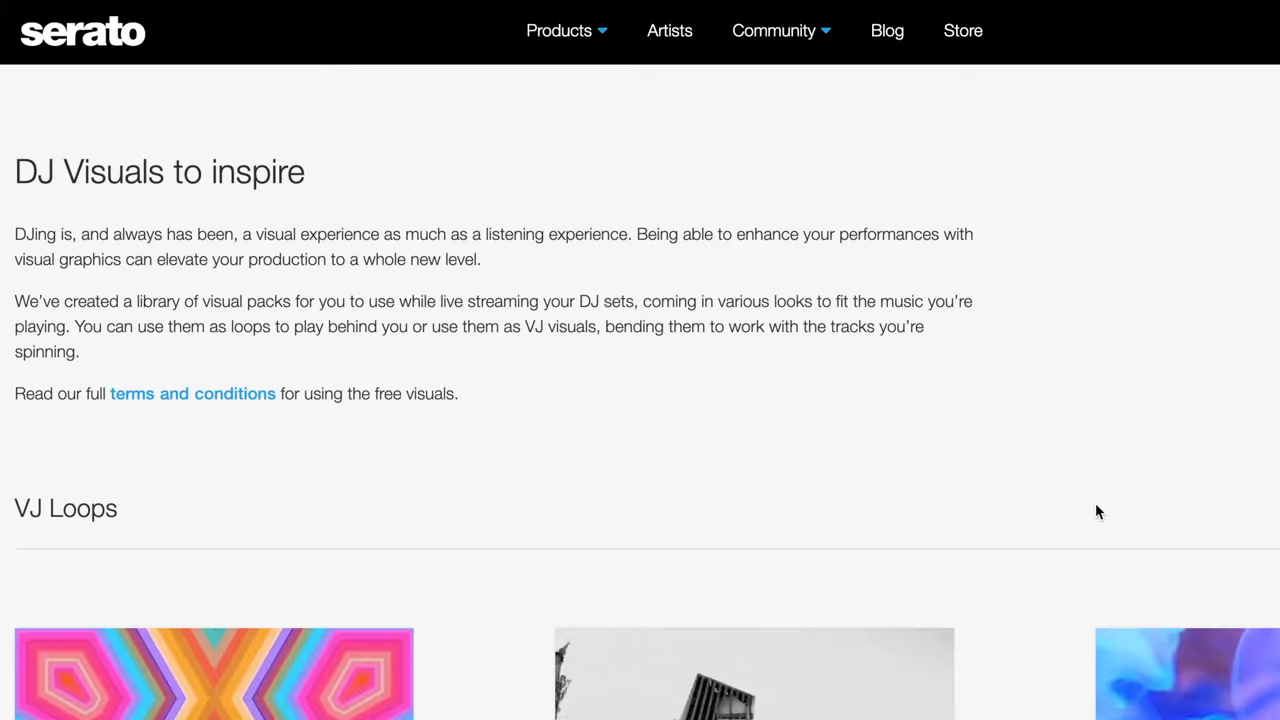 serato
Products Artists Community Blog Store
DJ Visuals to inspire
DJing is, and always has been, a visual experience as much as a listening experience. Being able to enhance your performances with
visual graphics can elevate your production to a whole new level.
We’ve created a library of visual packs for you to use while live streaming your DJ sets, coming in various looks to fit the music you’re
playing. You can use them as loops to play behind you or use them as VJ visuals, bending them to work with the tracks you’re
spinning.
Read our full terms and conditions for using the free visuals.
VJ Loops